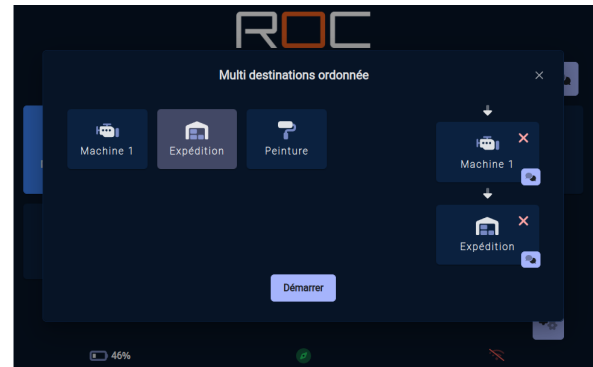 ROC
Multi destinations ordonnée
Machine 1
Expédition
Peinture
Machine 1
Expédition
Démarrer
46%